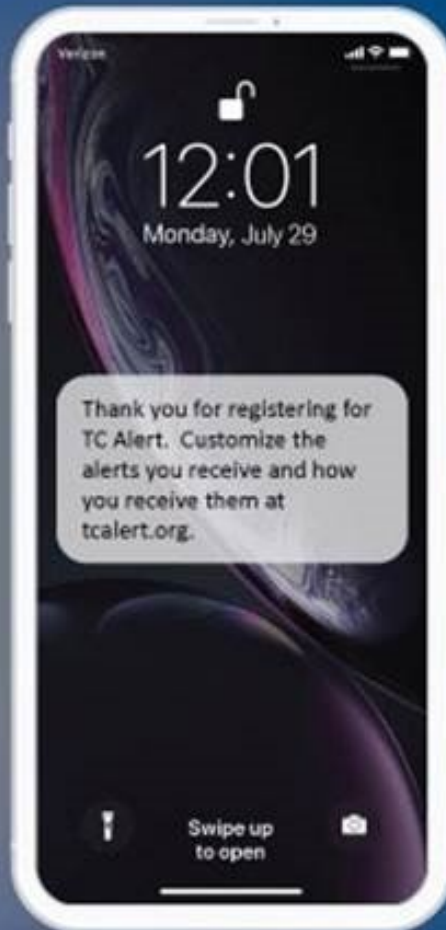 Verizon
12:01
Monday, July 29
Thank you for registering for
TC Alert.  Customize the
alerts you receive and how
you receive them at
tcalert.org.
Swipe up
to open